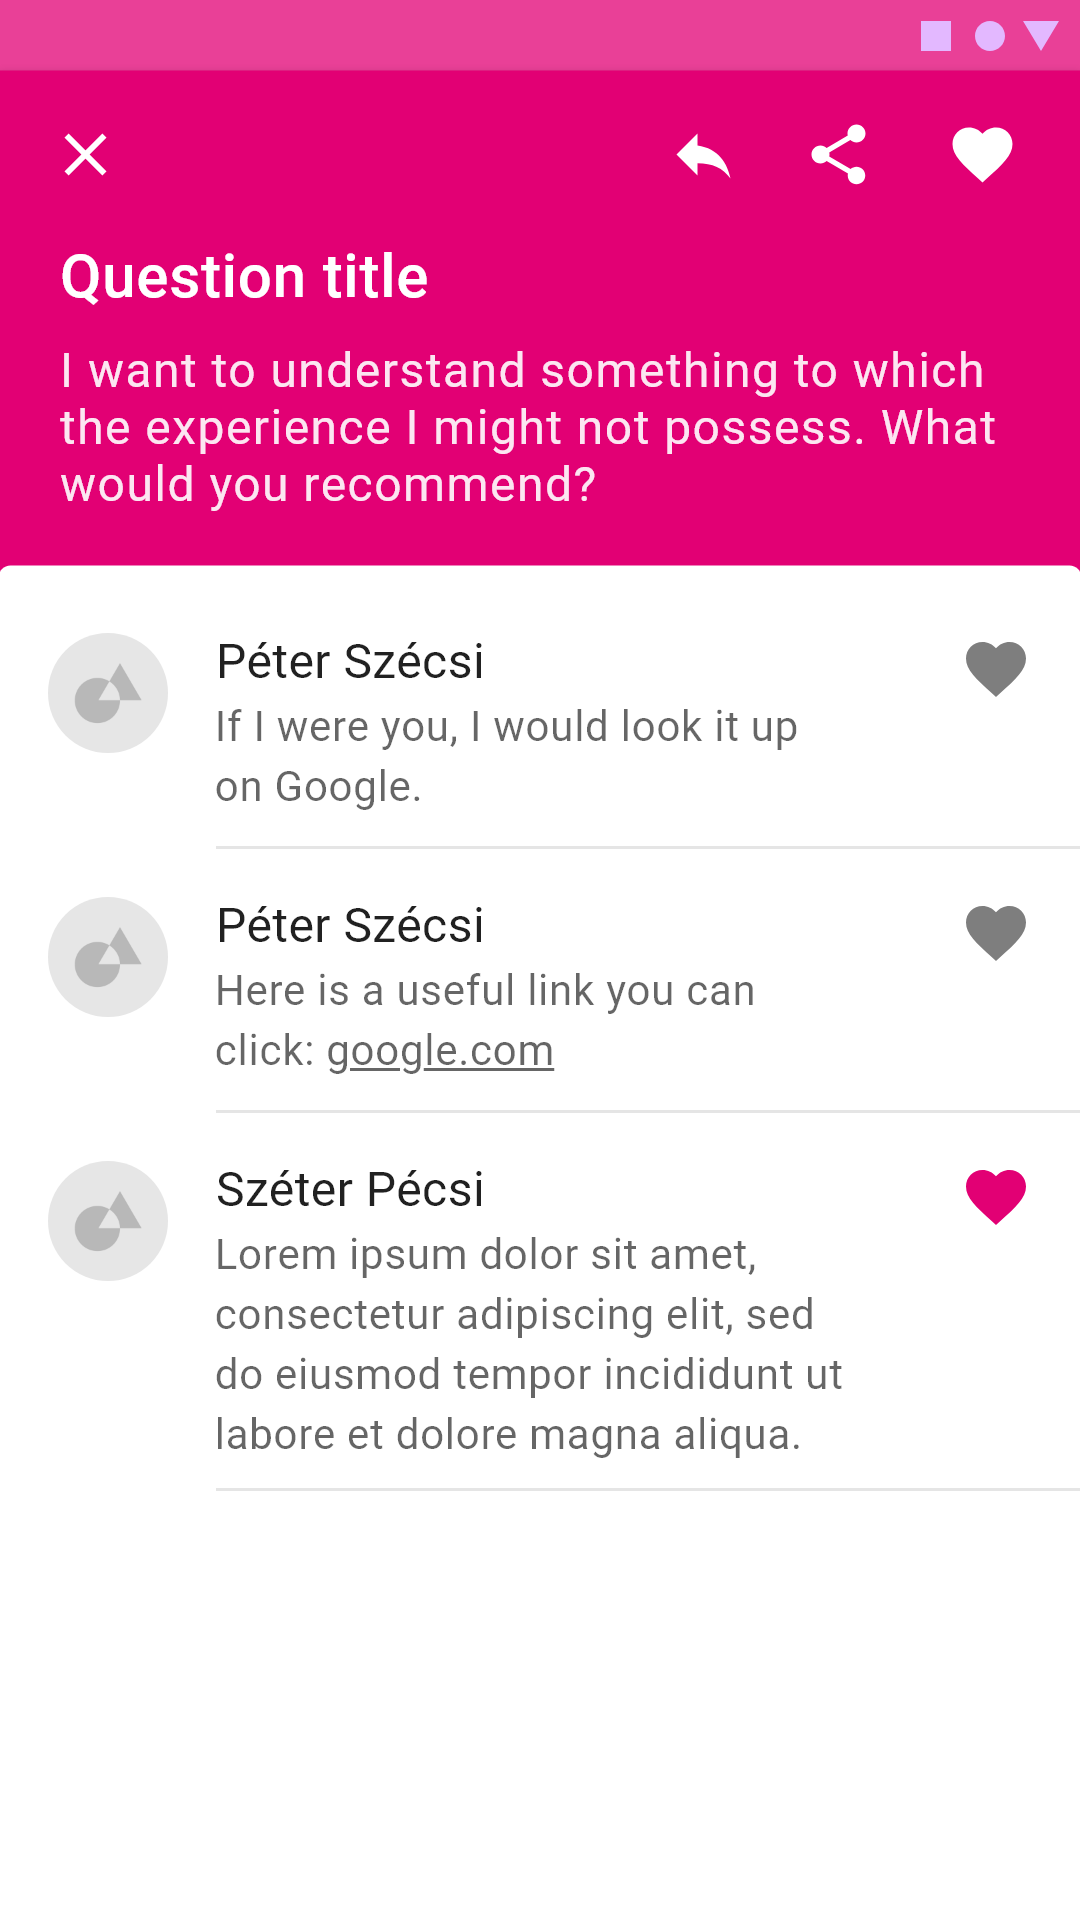 Question title
I want to understand something to which
the experience I might not possess. What
would you recommend?
Péter Szécsi
If I were you, I would look it up
on Google.
Péter Szécsi
Here is a useful link you can
click: google.com
Széter Pécsi
Lorem ipsum dolor sit amet,
consectetur adipiscing elit, sed
do eiusmod tempor incididunt ut
labore et dolore magna aliqua.